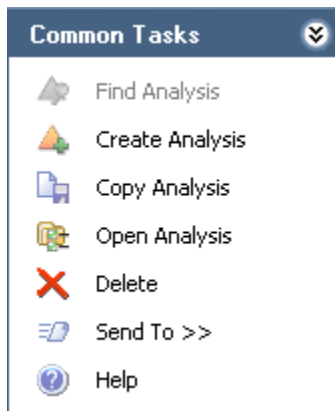 Common Tasks
Find Analysis
Create Analysis
Copy Analysis
Open Analysis
Delete
Send To >>
Help